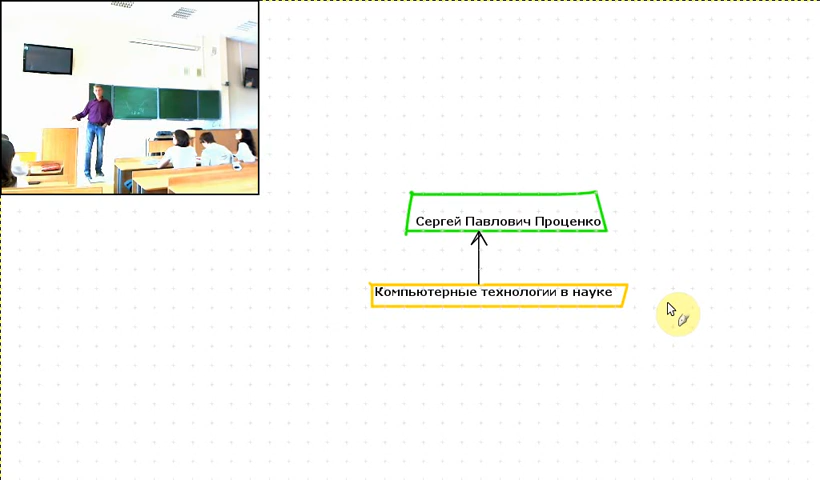 Сергей Павлович Проценко
Компьютерные технологии в науке